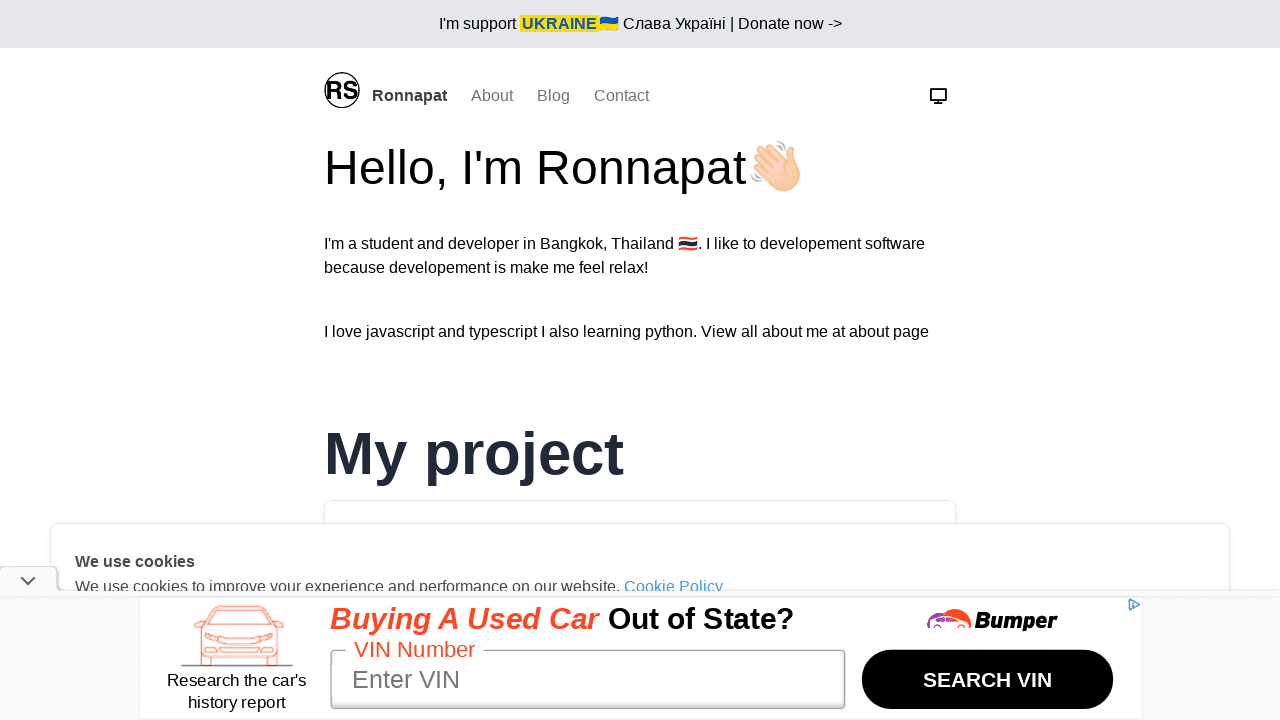 I'm support UKRAINE🇺🇦 Слава Україні | Donate now ->
RS Ronnapat About Blog Contact
Hello, I'm Ronnapat👋🏻
I'm a student and developer in Bangkok, Thailand 🇹🇭. I like to developement software
because developement is make me feel relax!
I love javascript and typescript I also learning python. View all about me at about page
My project
We use cookies
We use cookies to improve your experience and performance on our website. Cookie Policy
Buying A Used Car Out of State?
Bumper
VIN Number
Enter VIN
SEARCH VIN
Research the car's
history report